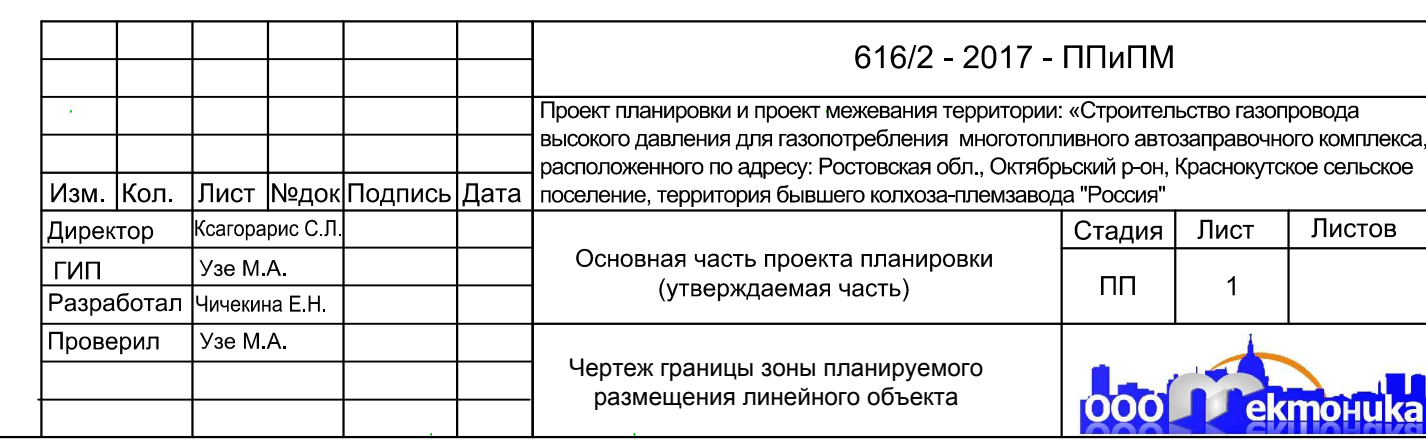 616/2 - 2017 - ППиПМ
Проект планировки и проект межевания территории: «Строительство газопровода
высокого давления для газопотребления многотопливного автозаправочного комплекса,
расположенного по адресу: Ростовская обл., Октябрьский р-он, Краснокутское сельское
поселение, территория бывшего колхоза-племзавода "Россия"
Изм. Кол. Лист №док Подпись Дата
Директор Ксагорарис С.Л.
ГИП Узе М.А.
Разработал Чичекина Е.Н.
Проверил Узе М.А.
Основная часть проекта планировки
(утверждаемая часть)
Стадия Лист Листов
ПП 1
Чертеж границы зоны планируемого
размещения линейного объекта
ООО Тектоника